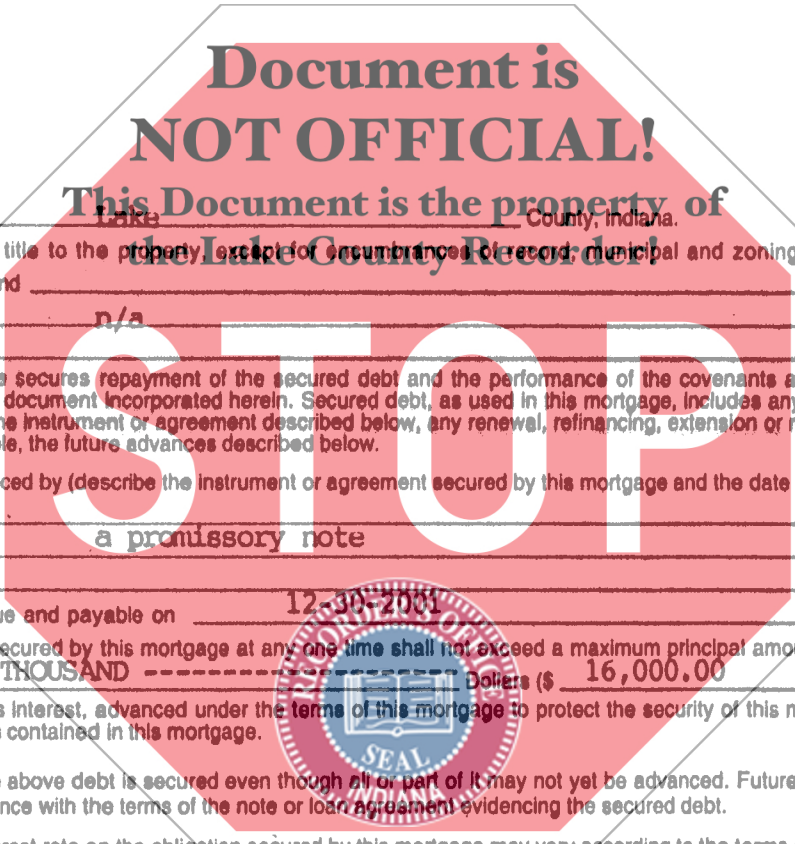 Document is
NOT OFFICIAL!
This Document is the property of
the Lake County Recorder!
Lake County, Indiana.
title to the property, except for encumbrances of record, municipal and zoning
nd
n/a
STOP
secures repayment of the secured debt and the performance of the covenants a
document incorporated herein. Secured debt, as used in this mortgage, includes any
e instrument or agreement described below, any renewal, refinancing, extension or
le, the future advances described below.
ced by (describe the instrument or agreement secured by this mortgage and the date
a promissory note
ue and payable on 12-30-2001
ecured by this mortgage at any one time shall not exceed a maximum principal amo
THOUSAND -------------------- Dollars ($ 16,000.00
s interest, advanced under the terms of this mortgage to protect the security of this m
contained in this mortgage.
RECORDER'S OFFICE
SEAL
INDIANA
e above debt is secured even though all or part of it may not yet be advanced. Future
nce with the terms of the note or loan agreement evidencing the secured debt.